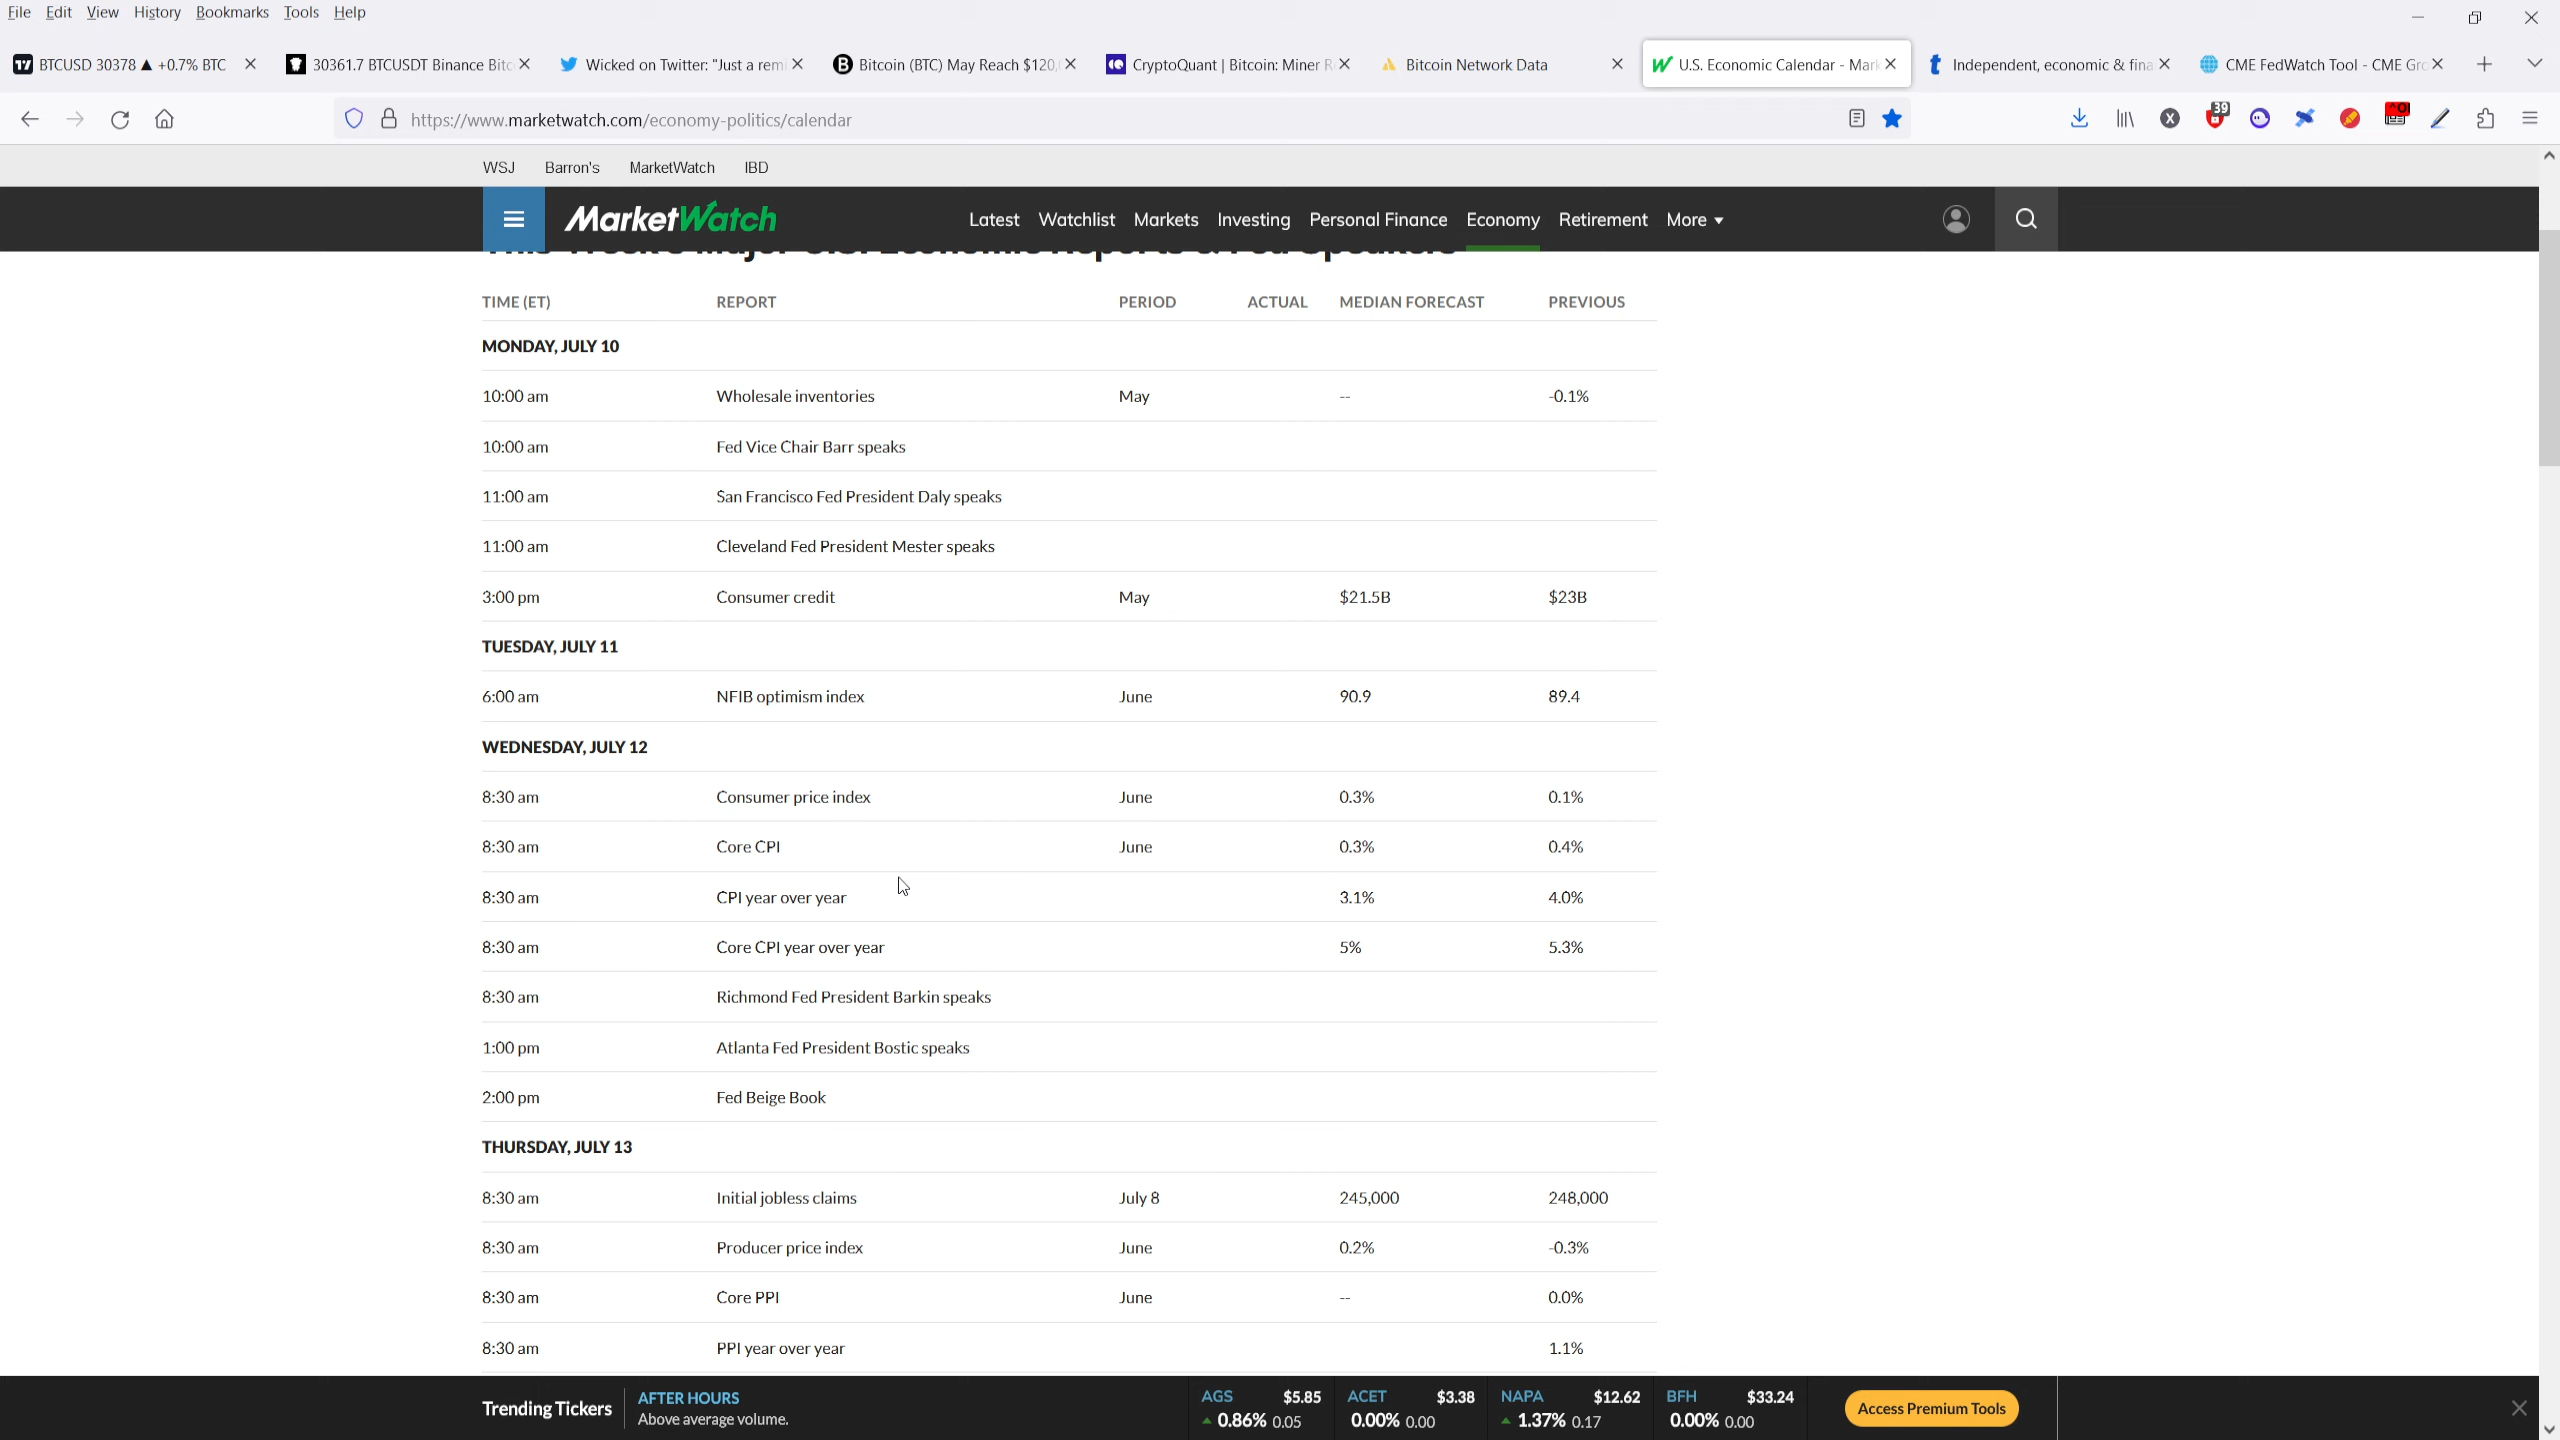 File Edit View History Bookmarks Tools Help
BTCUSD 30378 ▲ +0.7% BTC
30361.7 BTCUSDT Binance Bitc
Wicked on Twitter: "Just a remi
Bitcoin (BTC) May Reach $120,
CryptoQuant | Bitcoin: Miner R
Bitcoin Network Data
U.S. Economic Calendar - Mark
Independent, economic & fina
CME FedWatch Tool - CME Gro
https://www.marketwatch.com/economy-politics/calendar
39
WSJ Barron's MarketWatch IBD
MarketWatch Latest Watchlist Markets Investing Personal Finance Economy Retirement More
This Week's Major U.S. Economic Reports & Fed Speakers
TIME (ET) REPORT PERIOD ACTUAL MEDIAN FORECAST PREVIOUS
MONDAY, JULY 10
10:00 am Wholesale inventories May -- -0.1%
10:00 am Fed Vice Chair Barr speaks
11:00 am San Francisco Fed President Daly speaks
11:00 am Cleveland Fed President Mester speaks
3:00 pm Consumer credit May $21.5B $23B
TUESDAY, JULY 11
6:00 am NFIB optimism index June 90.9 89.4
WEDNESDAY, JULY 12
8:30 am Consumer price index June 0.3% 0.1%
8:30 am Core CPI June 0.3% 0.4%
8:30 am CPI year over year 3.1% 4.0%
8:30 am Core CPI year over year 5% 5.3%
8:30 am Richmond Fed President Barkin speaks
1:00 pm Atlanta Fed President Bostic speaks
2:00 pm Fed Beige Book
THURSDAY, JULY 13
8:30 am Initial jobless claims July 8 245,000 248,000
8:30 am Producer price index June 0.2% -0.3%
8:30 am Core PPI June -- 0.0%
8:30 am PPI year over year 1.1%
Trending Tickers
AFTER HOURS
Above average volume.
AGS $5.85
0.86% 0.05
ACET $3.38
0.00% 0.00
NAPA $12.62
1.37% 0.17
BFH $33.24
0.00% 0.00
Access Premium Tools